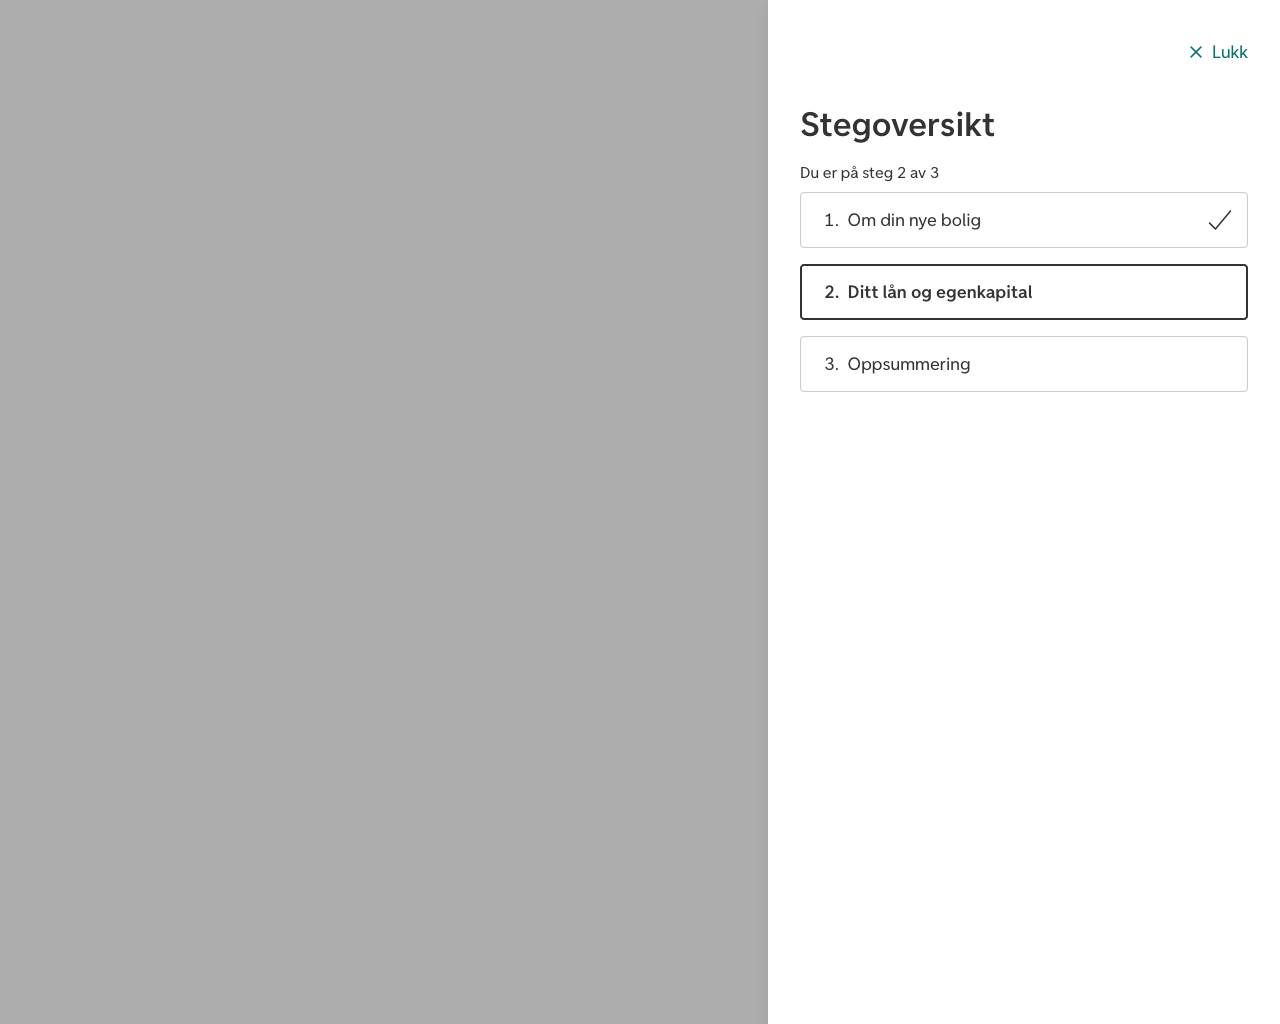 Lukk
Stegoversikt
Du er på steg 2 av 3
1. Om din nye bolig
2. Ditt lån og egenkapital
3. Oppsummering